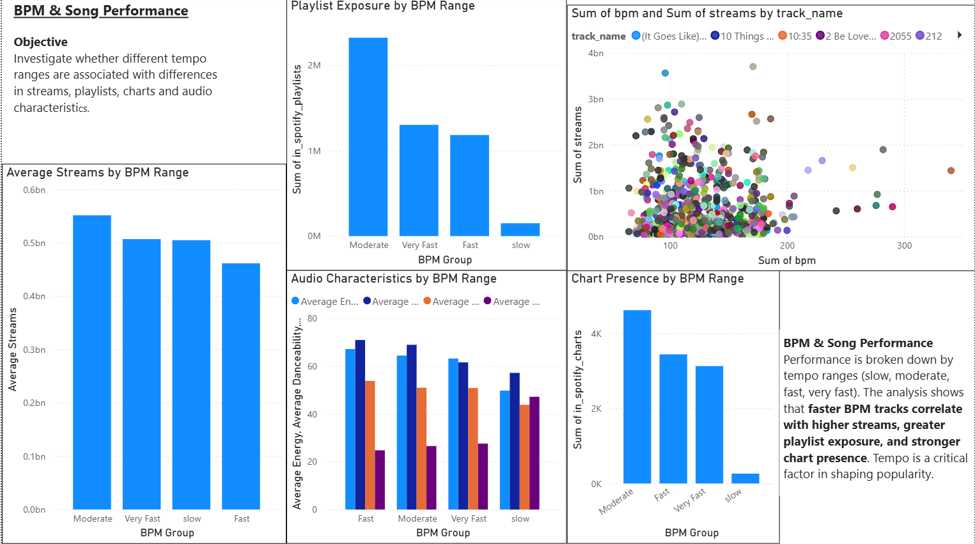 BPM & Song Performance
Objective
Investigate whether different tempo
ranges are associated with differences
in streams, playlists, charts and audio
characteristics.
Average Streams by BPM Range
0.6bn
0.5bn
0.4bn
0.3bn
0.2bn
0.1bn
0.0bn
Average Streams
Moderate Very Fast slow Fast
BPM Group
Playlist Exposure by BPM Range
2M
1M
0M
Sum of in_spotify_playlists
Moderate Very Fast Fast slow
BPM Group
Sum of bpm and Sum of streams by track_name
track_name (It Goes Like)... 10 Things ... 10:35 2 Be Love... 2055 212
4bn
3bn
2bn
1bn
0bn
Sum of streams
100 200 300
Sum of bpm
Audio Characteristics by BPM Range
Average En... Average ... Average ... Average ...
80
60
40
20
0
Average Energy, Average Danceability,...
Fast Moderate Very Fast slow
BPM Group
Chart Presence by BPM Range
4K
2K
0K
Sum of in_spotify_charts
Moderate Fast Very Fast slow
BPM Group
BPM & Song Performance
Performance is broken down by
tempo ranges (slow, moderate,
fast, very fast). The analysis shows
that faster BPM tracks correlate
with higher streams, greater
playlist exposure, and stronger
chart presence. Tempo is a critical
factor in shaping popularity.